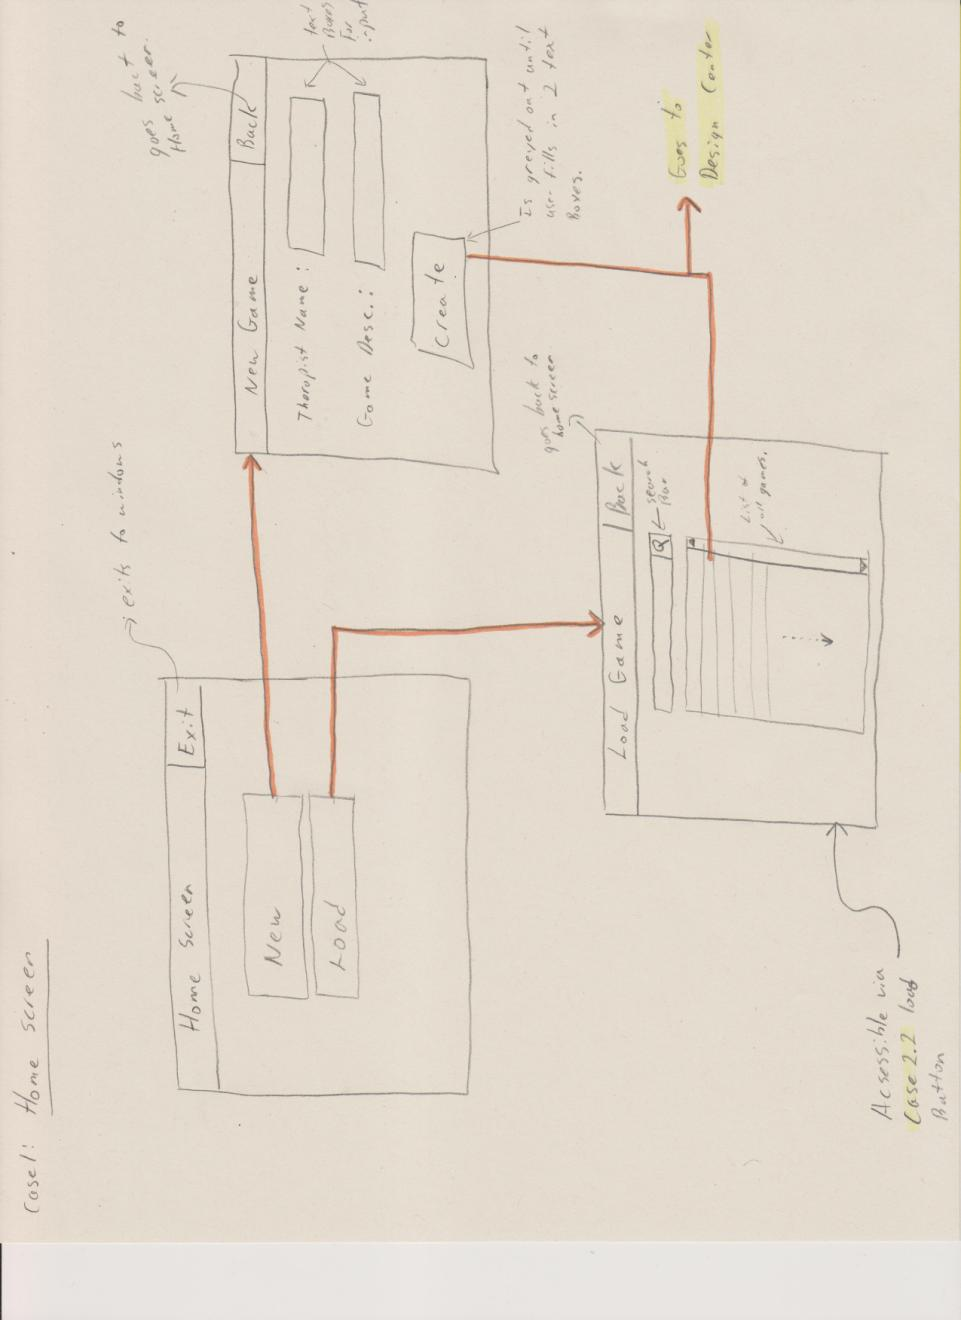 Case1: Home Screen
Home Screen
Exit
exits to windows
New
Load
New Game
Back
goes back to
Home screen.
Therapist Name:
Game Desc.:
text
Boxes
For
input
Create
Is greyed out until
user fills in 2 text
Boxes.
Goes to
Design Center
Load Game
Back
goes back to
home screen
Q
search
Bar
List of
all games.
Acsessible via
Case 2.2 load
Button